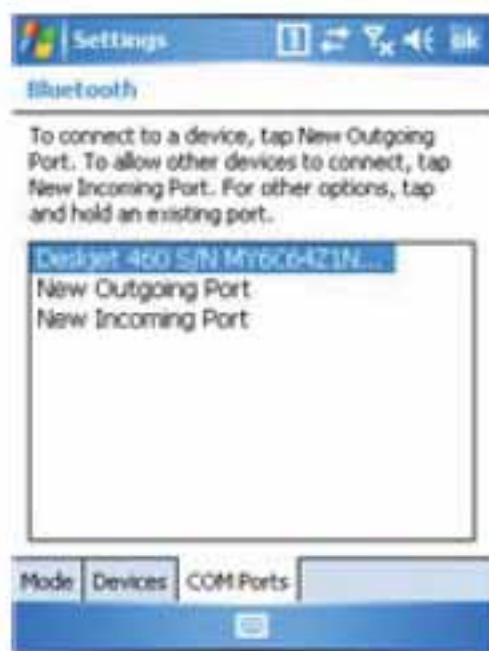 Settings ok
Bluetooth
To connect to a device, tap New Outgoing
Port. To allow other devices to connect, tap
New Incoming Port. For other options, tap
and hold an existing port.
Deskjet 460 S/N
New Outgoing Port
New Incoming Port
Mode Devices COM Ports